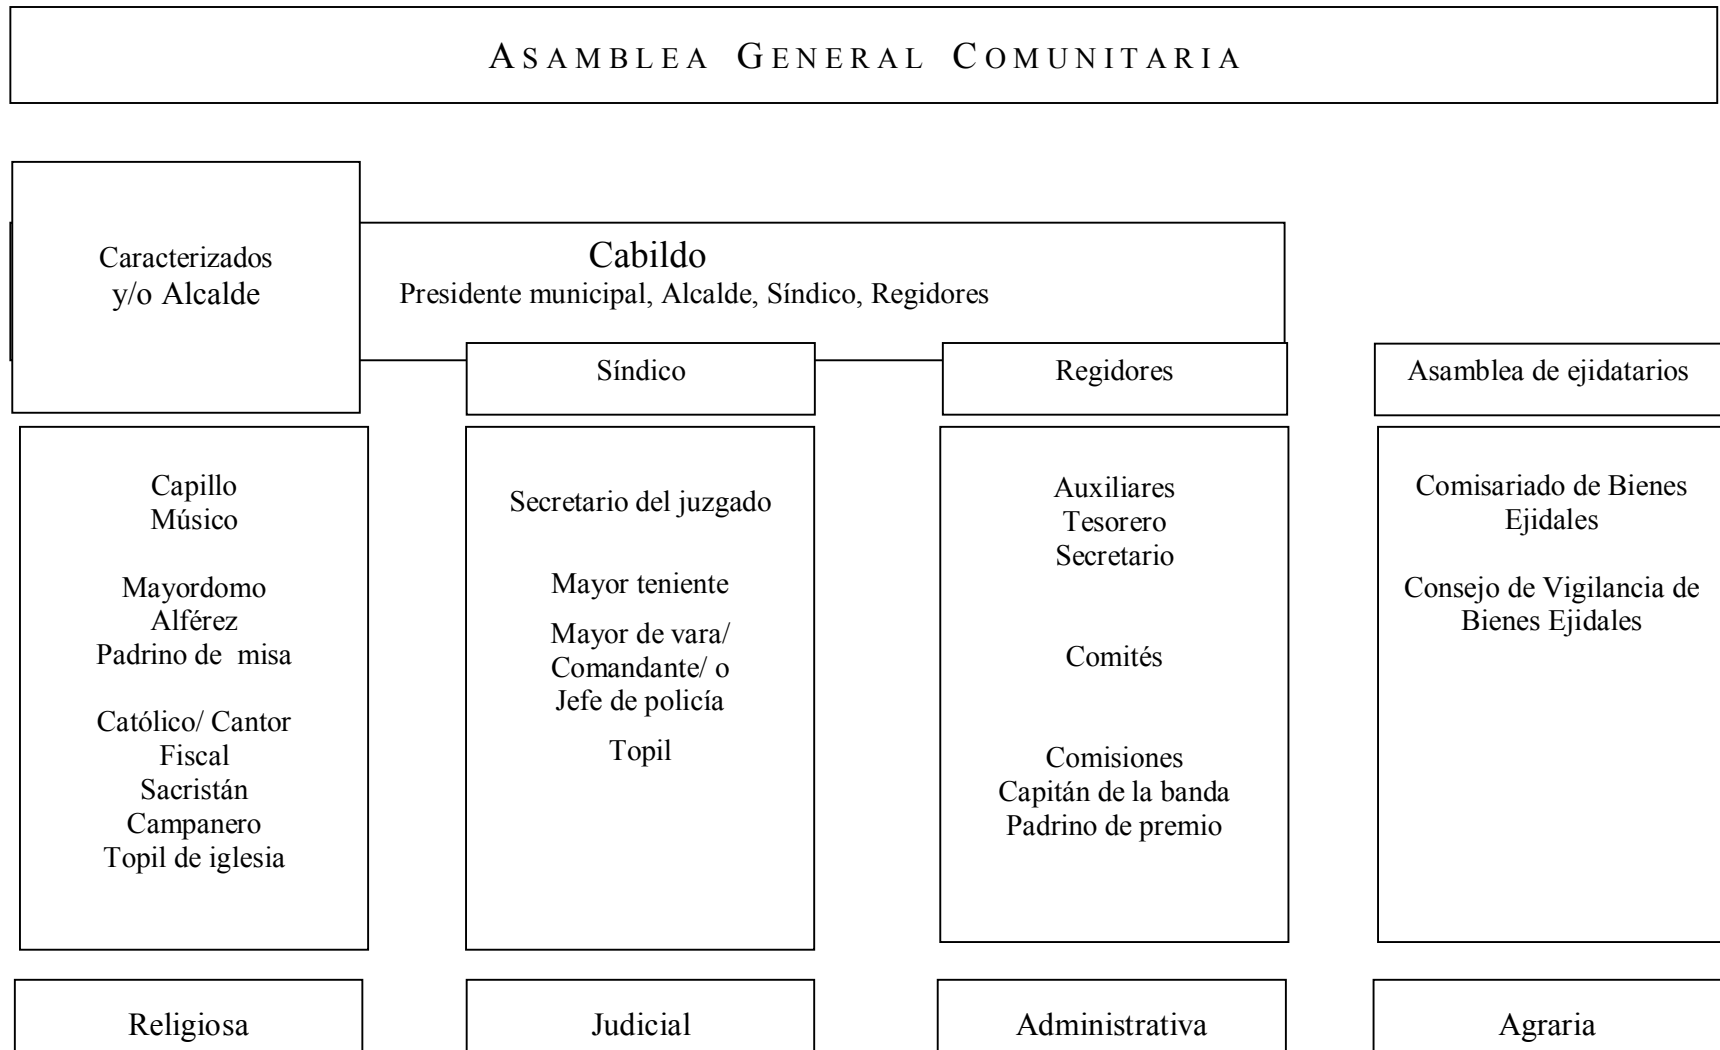 ASAMBLEA GENERAL COMUNITARIA
Caracterizados
y/o Alcalde
Cabildo
Presidente municipal, Alcalde, Síndico, Regidores
Síndico
Regidores
Asamblea de ejidatarios
Capillo
Músico
Mayordomo
Alférez
Padrino de misa
Católico/ Cantor
Fiscal
Sacristán
Campanero
Topil de iglesia
Secretario del juzgado
Mayor teniente
Mayor de vara/
Comandante/ o
Jefe de policía
Topil
Auxiliares
Tesorero
Secretario
Comités
Comisiones
Capitán de la banda
Padrino de premio
Comisariado de Bienes
Ejidales
Consejo de Vigilancia de
Bienes Ejidales
Religiosa
Judicial
Administrativa
Agraria